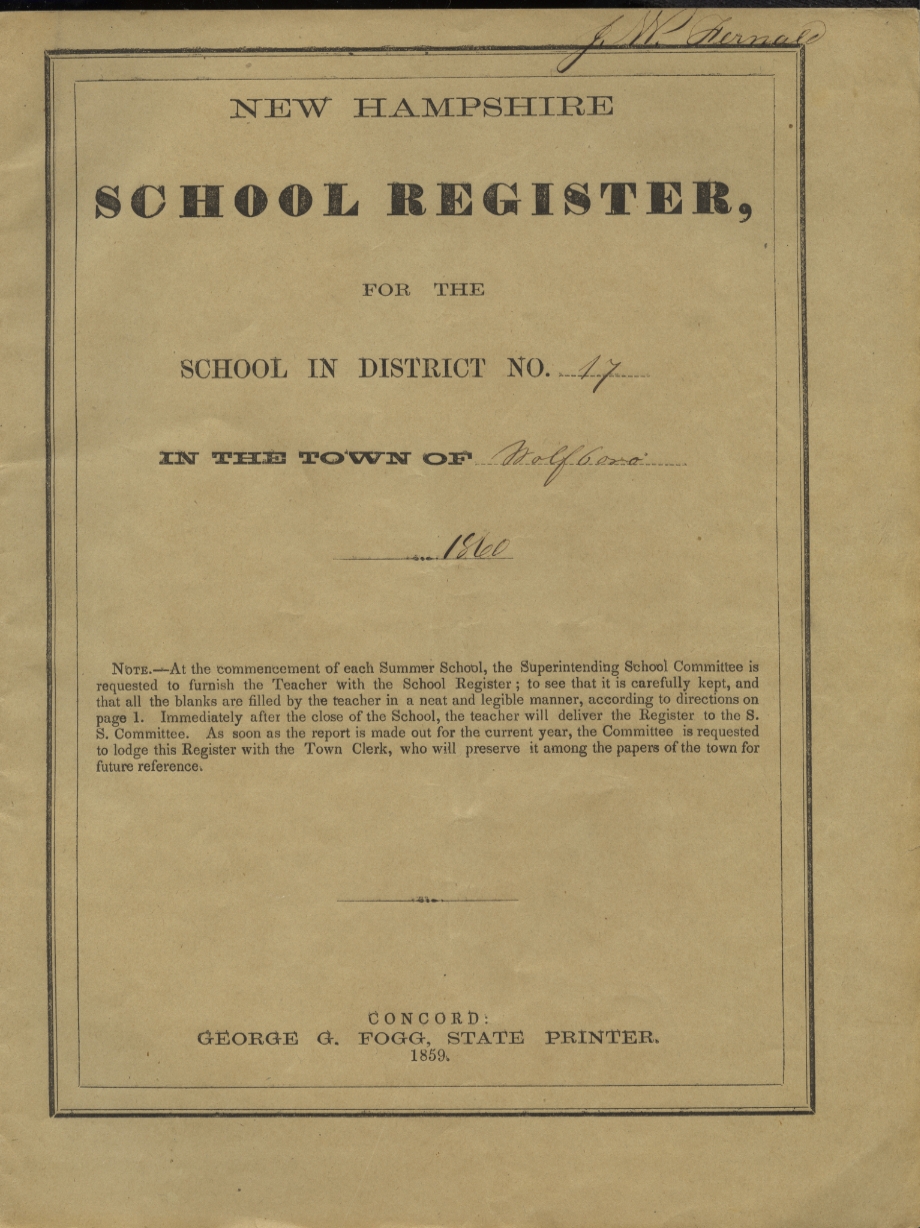 J. W. Fernald
NEW HAMPSHIRE
SCHOOL REGISTER,
FOR THE
SCHOOL IN DISTRICT NO. 17
IN THE TOWN OF Wolfboro
1860
NOTE.—At the commencement of each Summer School, the Superintending School Committee is
requested to furnish the Teacher with the School Register; to see that it is carefully kept, and
that all the blanks are filled by the teacher in a neat and legible manner, according to directions on
page 1. Immediately after the close of the School, the teacher will deliver the Register to the S.
S. Committee. As soon as the report is made out for the current year, the Committee is requested
to lodge this Register with the Town Clerk, who will preserve it among the papers of the town for
future reference.
CONCORD:
GEORGE G. FOGG, STATE PRINTER.
1859.